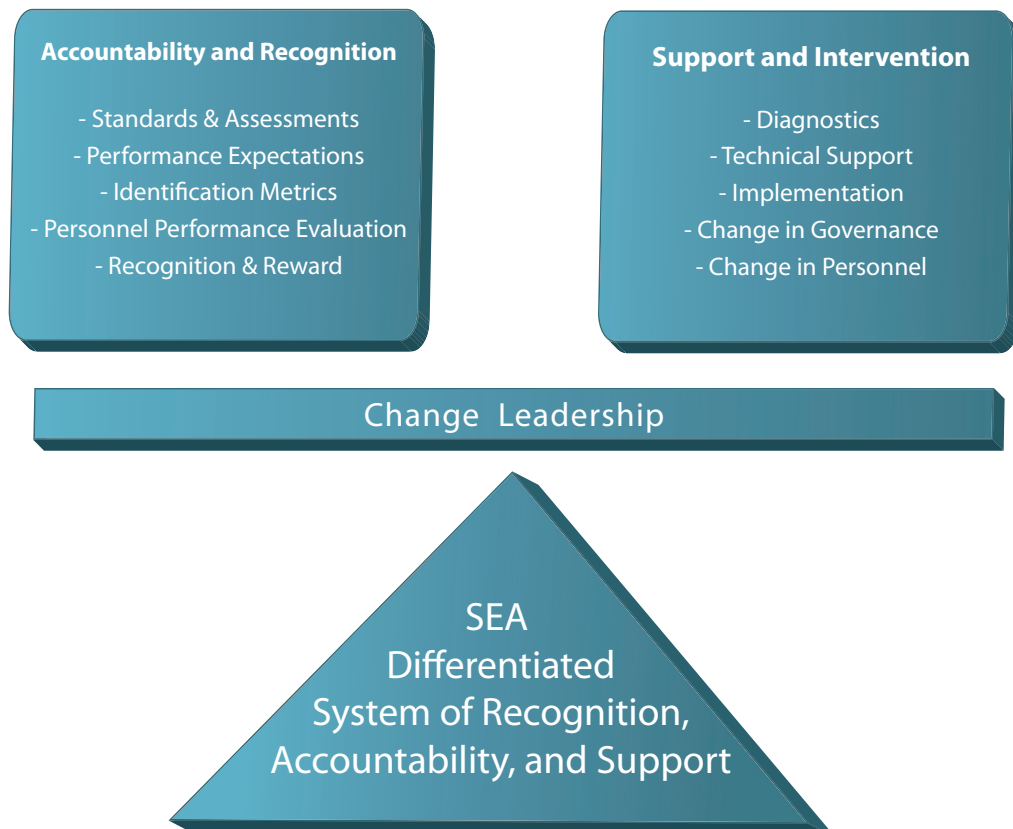 Accountability and Recognition
- Standards & Assessments
- Performance Expectations
- Identification Metrics
- Personnel Performance Evaluation
- Recognition & Reward
Support and Intervention
- Diagnostics
- Technical Support
- Implementation
- Change in Governance
- Change in Personnel
Change Leadership
SEA
Differentiated
System of Recognition,
Accountability, and Support